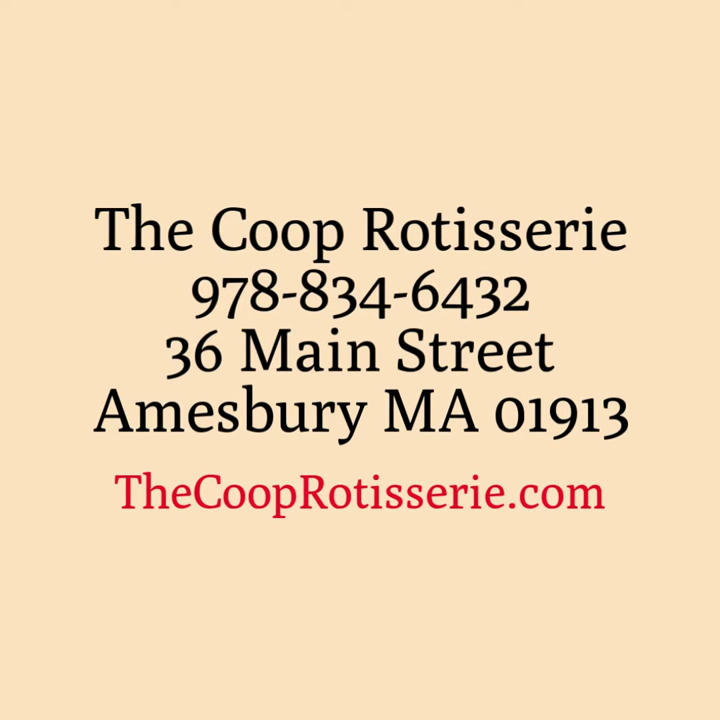 The Coop Rotisserie
978-834-6432
36 Main Street
Amesbury MA 01913
TheCoopRotisserie.com